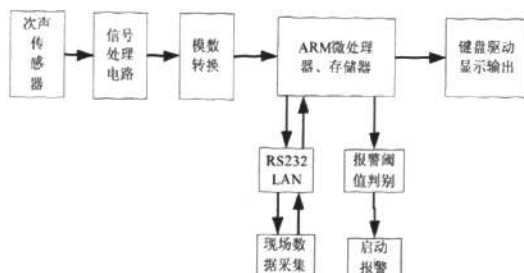 次声
传感
器
信号
处理
电路
模数
转换
ARM微处理
器、存储器
键盘驱动
显示输出
RS232
LAN
报警阈
值判别
现场数
据采集
启动
报警